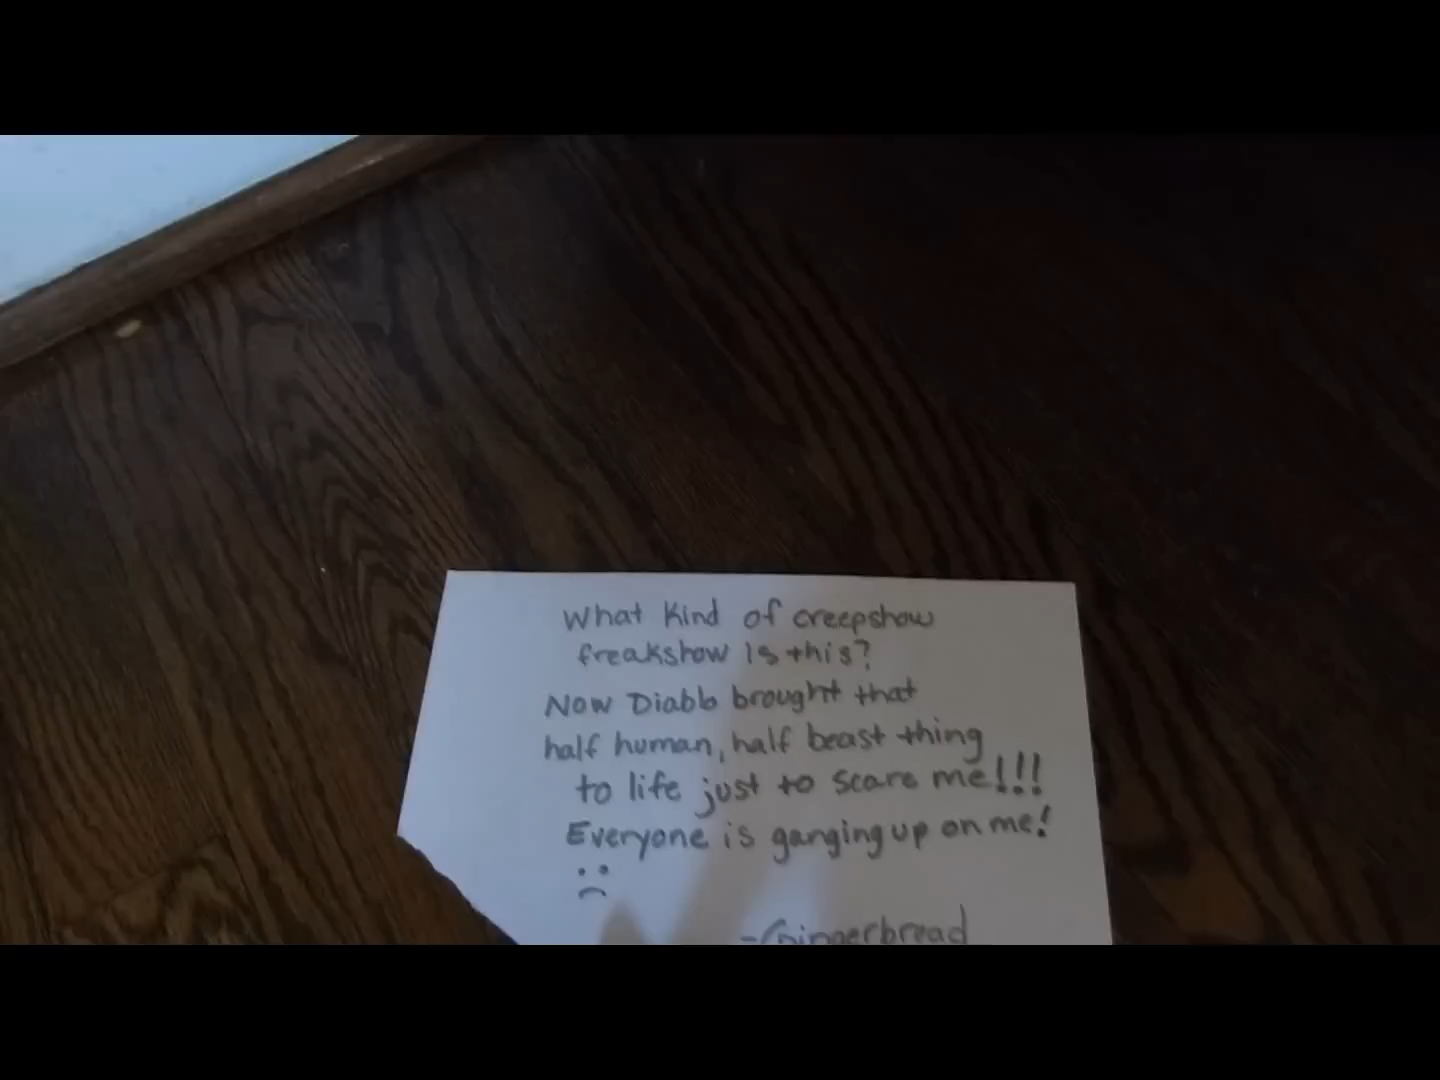 What kind of creepshow
freakshow is this?
Now Diablo brought that
half human, half beast thing
to life just to scare me!!!
Everyone is ganging up on me!
:(
-Gingerbread